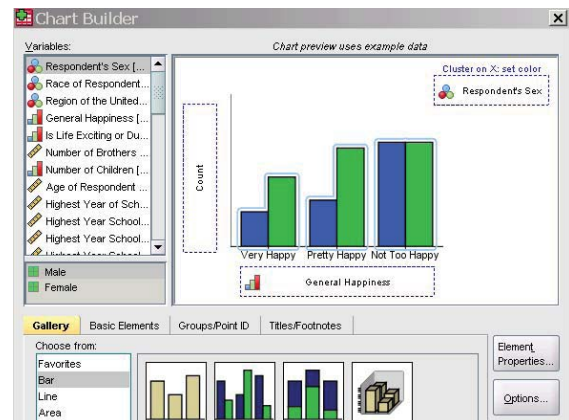 Chart Builder
Variables:
Chart preview uses example data
Respondent's Sex [...
Race of Respondent...
Region of the United...
General Happiness [...
Is Life Exciting or Du...
Number of Brothers ...
Number of Children [...
Age of Respondent ...
Highest Year of Sch...
Highest Year School...
Highest Year School...
Male
Female
Cluster on X: set color
Respondent's Sex
Count
Very Happy Pretty Happy Not Too Happy
General Happiness
Gallery Basic Elements Groups/Point ID Titles/Footnotes
Choose from:
Favorites
Bar
Line
Area
Element
Properties...
Options...